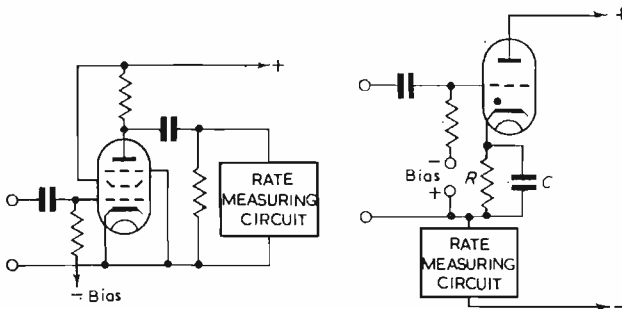 +
RATE
MEASURING
CIRCUIT
− Bias
+
−
Bias
+
R
C
RATE
MEASURING
CIRCUIT
−